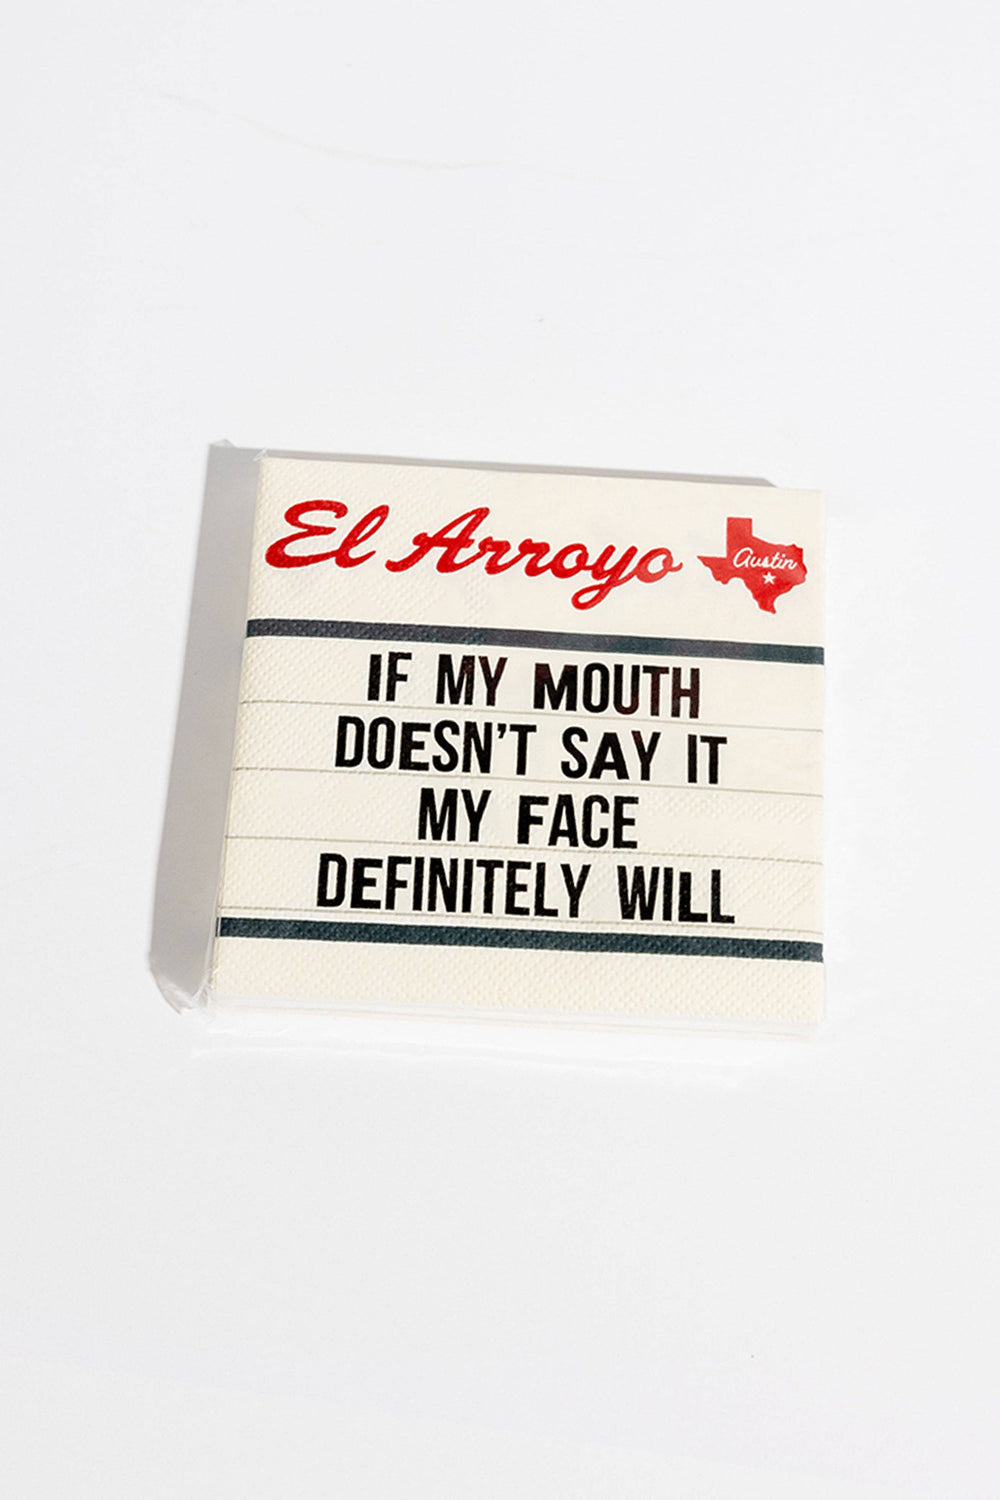 El Arroyo
Austin
IF MY MOUTH
DOESN'T SAY IT
MY FACE
DEFINITELY WILL